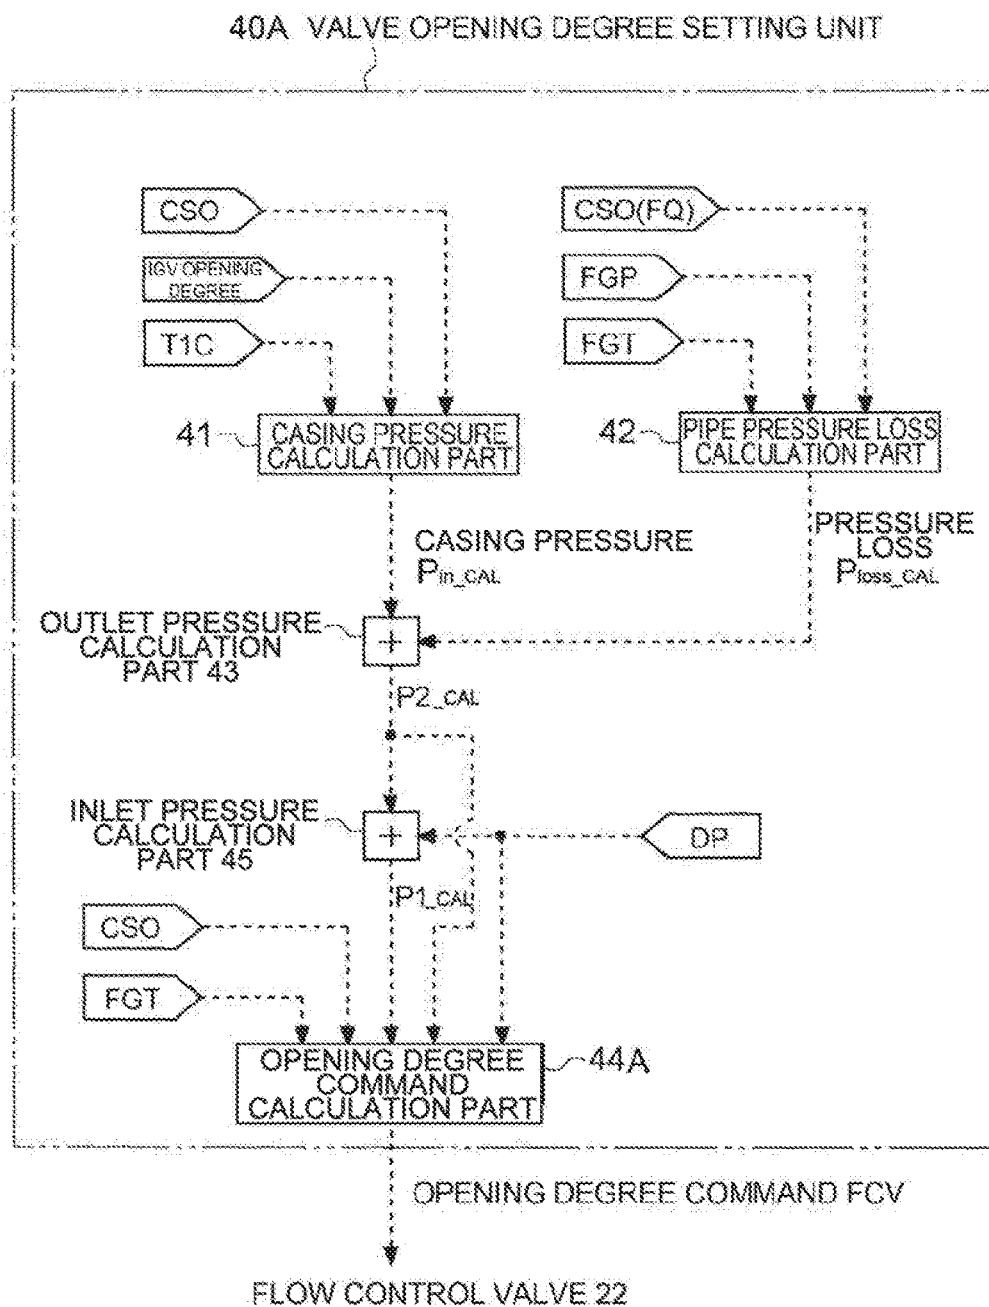 40A VALVE OPENING DEGREE SETTING UNIT
CSO
CSO(FQ)
IGV OPENING
DEGREE
FGP
T1C
FGT
41
CASING PRESSURE
CALCULATION PART
42
PIPE PRESSURE LOSS
CALCULATION PART
CASING PRESSURE
Pin_CAL
PRESSURE
LOSS
Ploss_CAL
OUTLET PRESSURE
CALCULATION
PART 43
+
P2_CAL
INLET PRESSURE
CALCULATION
PART 45
+
DP
P1_CAL
CSO
FGT
OPENING DEGREE
COMMAND
CALCULATION PART
44A
OPENING DEGREE COMMAND FCV
FLOW CONTROL VALVE 22